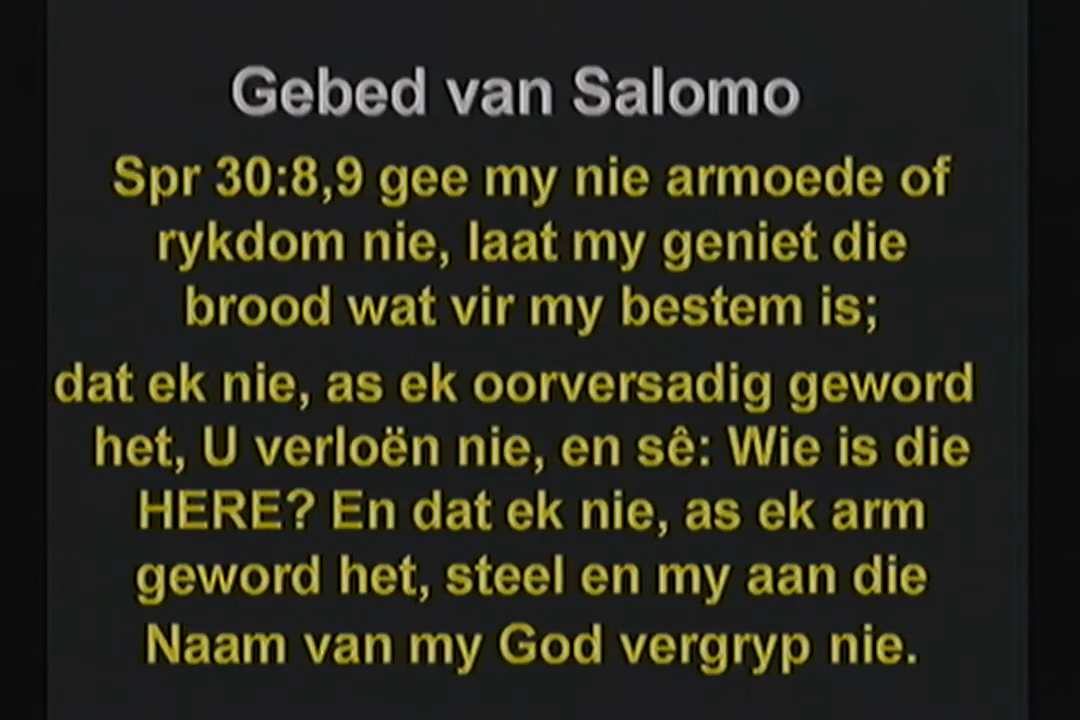 Gebed van Salomo
Spr 30:8,9 gee my nie armoede of
rykdom nie, laat my geniet die
brood wat vir my bestem is;
dat ek nie, as ek oorversadig geword
het, U verloën nie, en sê: Wie is die
HERE? En dat ek nie, as ek arm
geword het, steel en my aan die
Naam van my God vergryp nie.